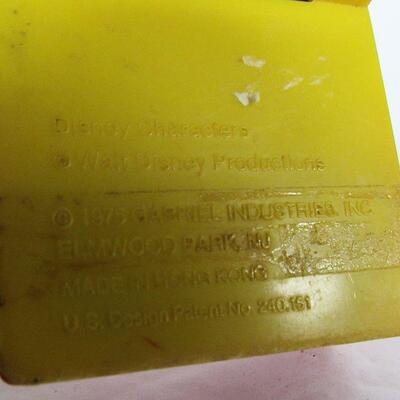 Disney Characters
© Walt Disney Productions
© 1975 GABRIEL INDUSTRIES, INC
ELMWOOD PARK, NJ
MADE IN HONG KONG
U.S. Design Patent No 240,161